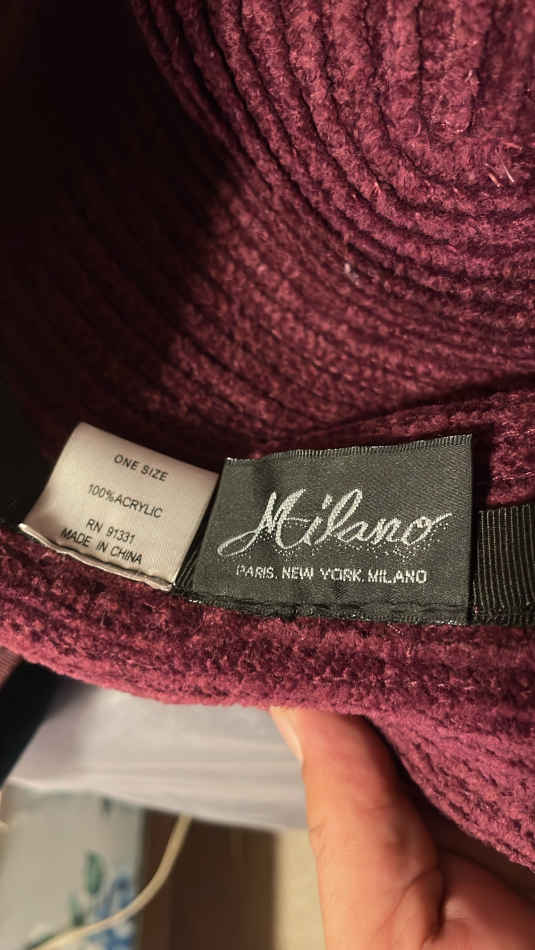 ONE SIZE
100%ACRYLIC
RN 91331
MADE IN CHINA
Milano
PARIS. NEW YORK. MILANO